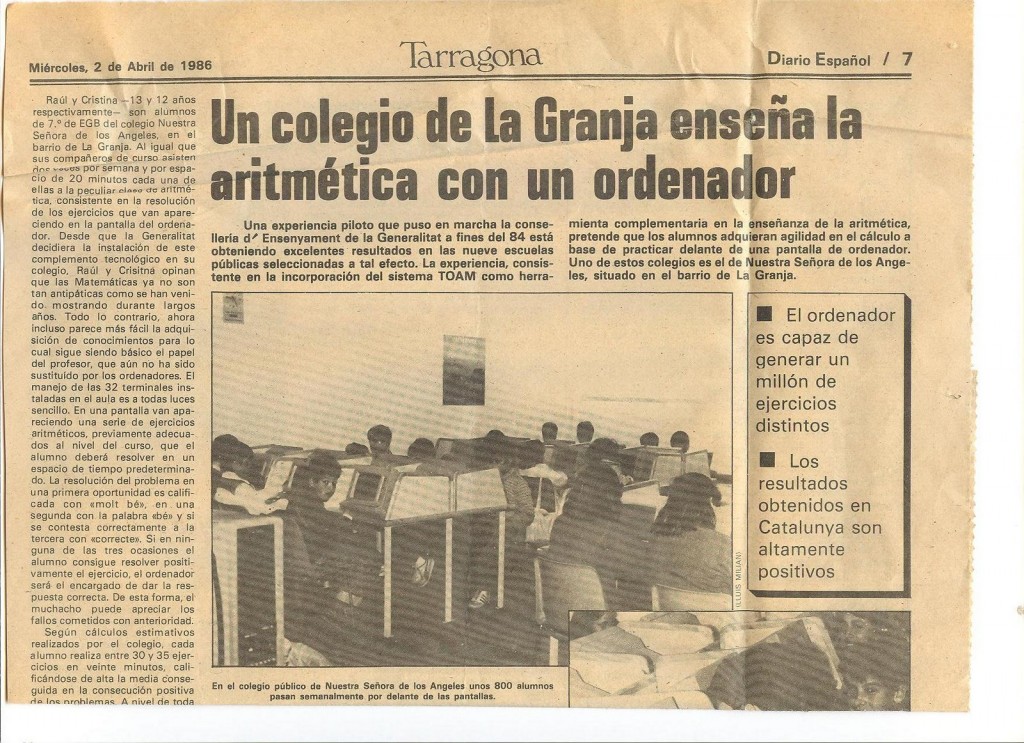 Miércoles, 2 de Abril de 1986
Tarragona
Diario Español / 7
Un colegio de La Granja enseña la
aritmética con un ordenador
Raúl y Cristina —13 y 12 años
respectivamente— son alumnos
de 7.º de EGB del colegio Nuestra
Señora de los Angeles, en el
barrio de La Granja. Al igual que
sus compañeros de curso asisten
dos veces por semana y por espa-
cio de 20 minutos cada una de
ellas a la peculiar clase de aritmé-
tica, consistente en la resolución
de los ejercicios que van apare-
ciendo en la pantalla del ordena-
dor. Desde que la Generalitat
decidiera la instalación de este
complemento tecnológico en su
colegio, Raúl y Crisitna opinan
que las Matemáticas ya no son
tan antipáticas como se han veni-
do. mostrando durante largos
años. Todo lo contrario, ahora
incluso parece más fácil la adqui-
sición de conocimientos para lo
cual sigue siendo básico el papel
del profesor, que aún no ha sido
sustituido por los ordenadores. El
manejo de las 32 terminales ins-
taladas en el aula es a todas luces
sencillo. En una pantalla van apa-
reciendo una serie de ejercicios
aritméticos, previamente adecua-
dos al nivel del curso, que el
alumno deberá resolver en un
espacio de tiempo predetermina-
do. La resolución del problema en
una primera oportunidad es califi-
cada con «molt bé», en una
segunda con la palabra «bé» y si
se contesta correctamente a la
tercera con «correcte». Si en nin-
guna de las tres ocasiones el
alumno consigue resolver positi-
vamente el ejercicio, el ordenador
será el encargado de dar la res-
puesta correcta. De esta forma, el
muchacho puede apreciar los
fallos cometidos con anterioridad.
Según cálculos estimativos
realizados por el colegio, cada
alumno realiza entre 30 y 35 ejer-
cicios en veinte minutos, cali-
ficándose de alta la media conse-
guida en la consecución positiva
de los problemas. A nivel de toda
Una experiencia piloto que puso en marcha la conse-
llería d' Ensenyament de la Generalitat a fines del 84 está
obteniendo excelentes resultados en las nueve escuelas
públicas seleccionadas a tal efecto. La experiencia, consis-
tente en la incorporación del sistema TOAM como herra-
mienta complementaria en la enseñanza de la aritmética,
pretende que los alumnos adquieran agilidad en el cálculo a
base de practicar delante de una pantalla de ordenador.
Uno de estos colegios es el de Nuestra Señora de los Ange-
les, situado en el barrio de La Granja.
■ El ordenador
es capaz de
generar un
millón de
ejercicios
distintos
■ Los
resultados
obtenidos en
Catalunya son
altamente
positivos
(LLUIS MILIAN)
En el colegio público de Nuestra Señora de los Angeles unos 800 alumnos
pasan semanalmente por delante de las pantallas.